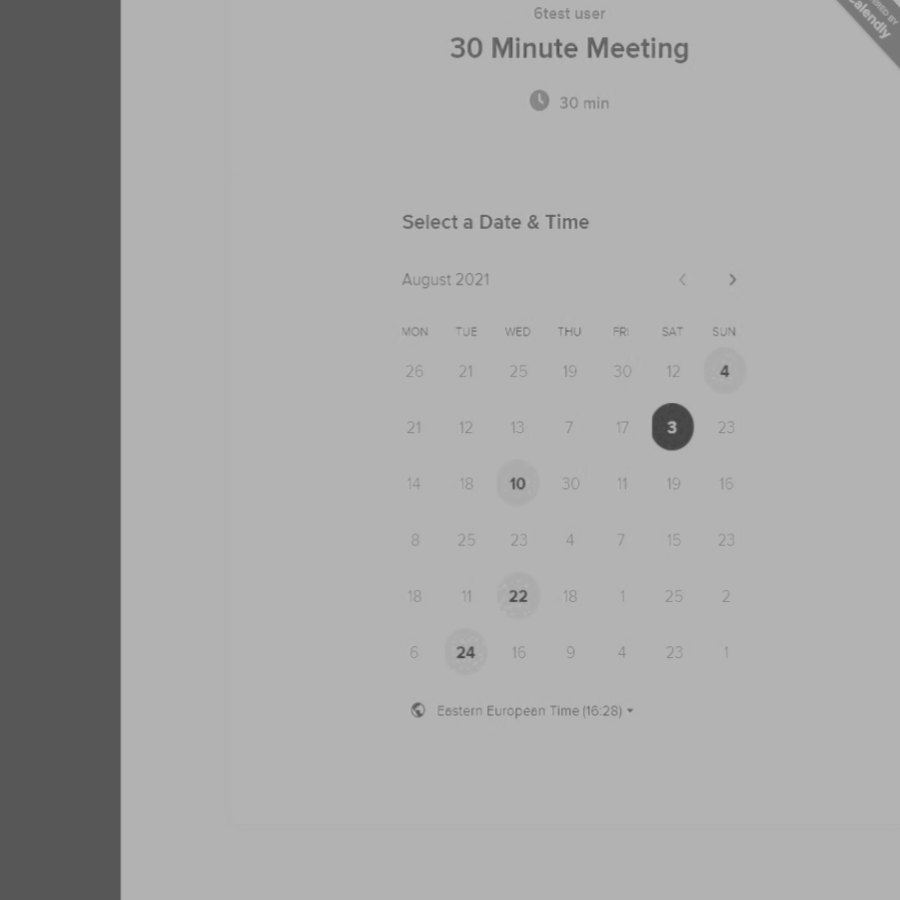 6test user
30 Minute Meeting
30 min
Select a Date & Time
August 2021
MON TUE WED THU FRI SAT SUN
26 21 25 19 30 12 4
21 12 13 7 17 3 23
14 18 10 30 11 19 16
8 25 23 4 7 15 23
18 11 22 18 1 25 2
6 24 16 9 4 23 1
Eastern European Time (16:28)